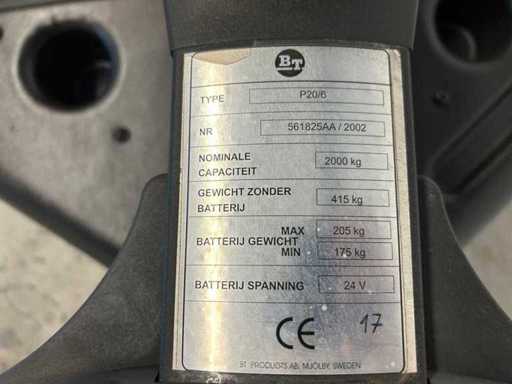 BT
TYPE P20/6
NR 561825AA / 2002
NOMINALE
CAPACITEIT 2000 kg
GEWICHT ZONDER
BATTERIJ 415 kg
MAX 205 kg
BATTERIJ GEWICHT
MIN 175 kg
BATTERIJ SPANNING 24 V
CE 17
BT PRODUCTS AB, MJÖLBY, SWEDEN